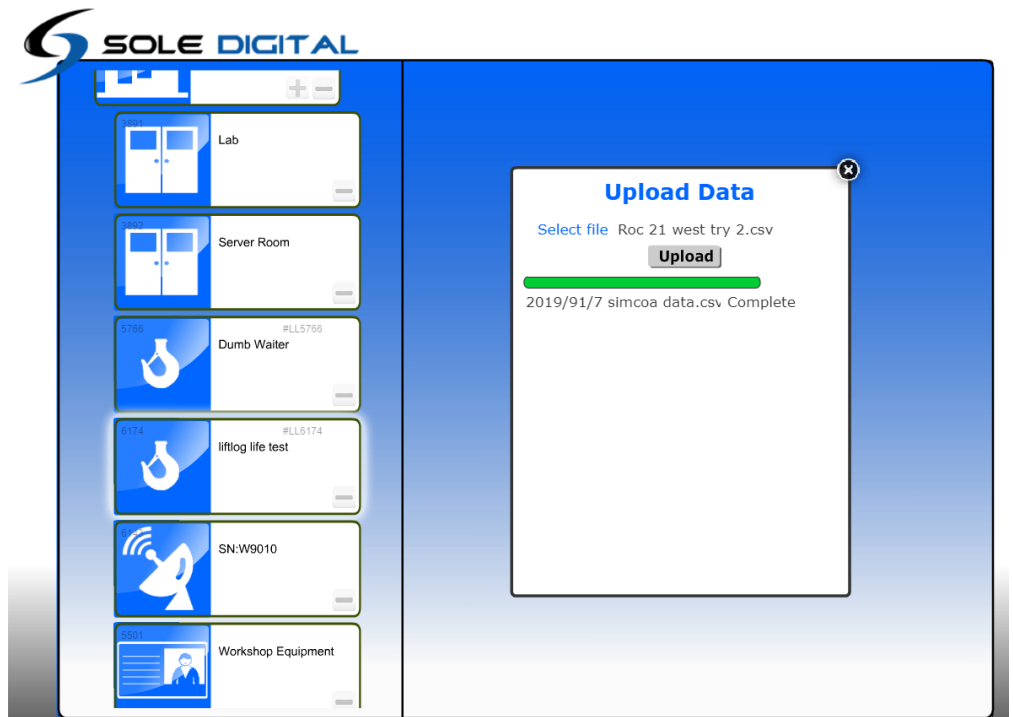 SOLE DIGITAL
3891
Lab
3892
Server Room
5766
#LL5766
Dumb Waiter
6174
#LL6174
liftlog life test
SN:W9010
5501
Workshop Equipment
Upload Data
Select file Roc 21 west try 2.csv
Upload
2019/91/7 simcoa data.csv Complete